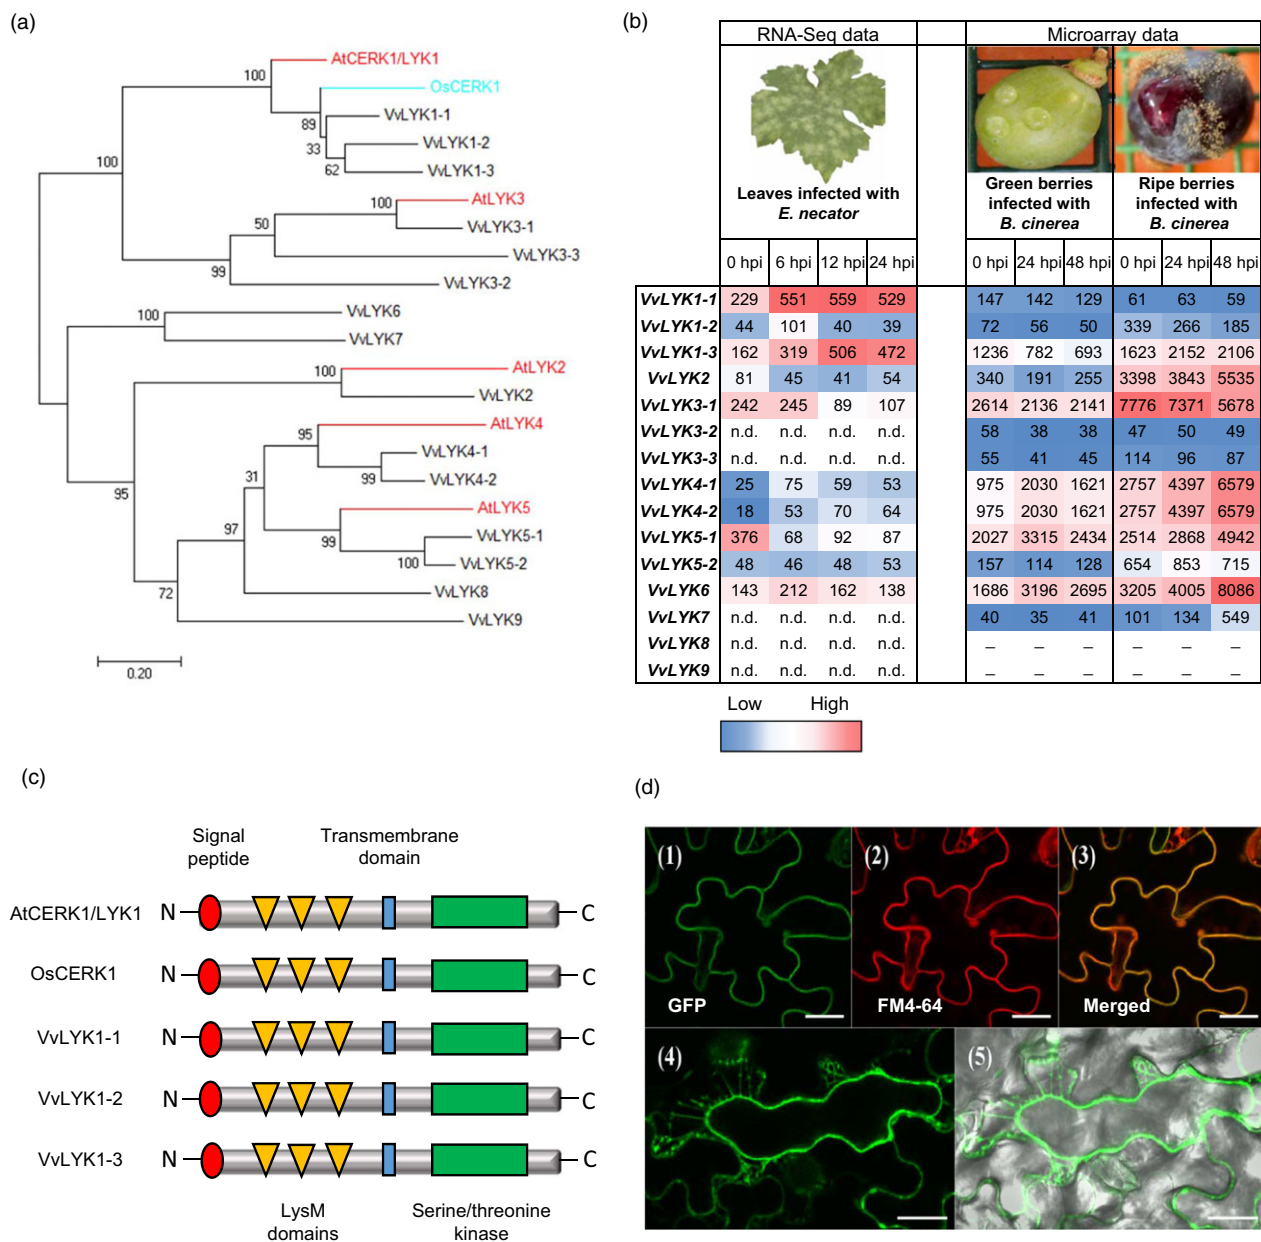 (a)
AtCERK1/LYK1
100
OsCERK1
VvLYK1-1
89
33
VvLYK1-2
62
VvLYK1-3
100
AtLYK3
100
VvLYK3-1
50
VvLYK3-3
99
VvLYK3-2
VvLYK6
100
VvLYK7
AtLYK2
100
VvLYK2
AtLYK4
95
VvLYK4-1
99
VvLYK4-2
31
95
AtLYK5
97
99
VvLYK5-1
100
VvLYK5-2
72
VvLYK8
VvLYK9
0.20
(b)
RNA-Seq data Microarray data
Leaves infected with
E. necator
Green berries
infected with
B. cinerea
Ripe berries
infected with
B. cinerea
0 hpi 6 hpi 12 hpi 24 hpi 0 hpi 24 hpi 48 hpi 0 hpi 24 hpi 48 hpi
VvLYK1-1 229 551 559 529 147 142 129 61 63 59
VvLYK1-2 44 101 40 39 72 56 50 339 266 185
VvLYK1-3 162 319 506 472 1236 782 693 1623 2152 2106
VvLYK2 81 45 41 54 340 191 255 3398 3843 5535
VvLYK3-1 242 245 89 107 2614 2136 2141 7776 7371 5678
VvLYK3-2 n.d. n.d. n.d. n.d. 58 38 38 47 50 49
VvLYK3-3 n.d. n.d. n.d. n.d. 55 41 45 114 96 87
VvLYK4-1 25 75 59 53 975 2030 1621 2757 4397 6579
VvLYK4-2 18 53 70 64 975 2030 1621 2757 4397 6579
VvLYK5-1 376 68 92 87 2027 3315 2434 2514 2868 4942
VvLYK5-2 48 46 48 53 157 114 128 654 853 715
VvLYK6 143 212 162 138 1686 3196 2695 3205 4005 8086
VvLYK7 n.d. n.d. n.d. n.d. 40 35 41 101 134 549
VvLYK8 n.d. n.d. n.d. n.d. – – – – – –
VvLYK9 n.d. n.d. n.d. n.d. – – – – – –
Low High
(c)
Signal
peptide
Transmembrane
domain
AtCERK1/LYK1 N C
OsCERK1 N C
VvLYK1-1 N C
VvLYK1-2 N C
VvLYK1-3 N C
LysM
domains
Serine/threonine
kinase
(d)
(1) (2) (3)
GFP FM4-64 Merged
(4) (5)